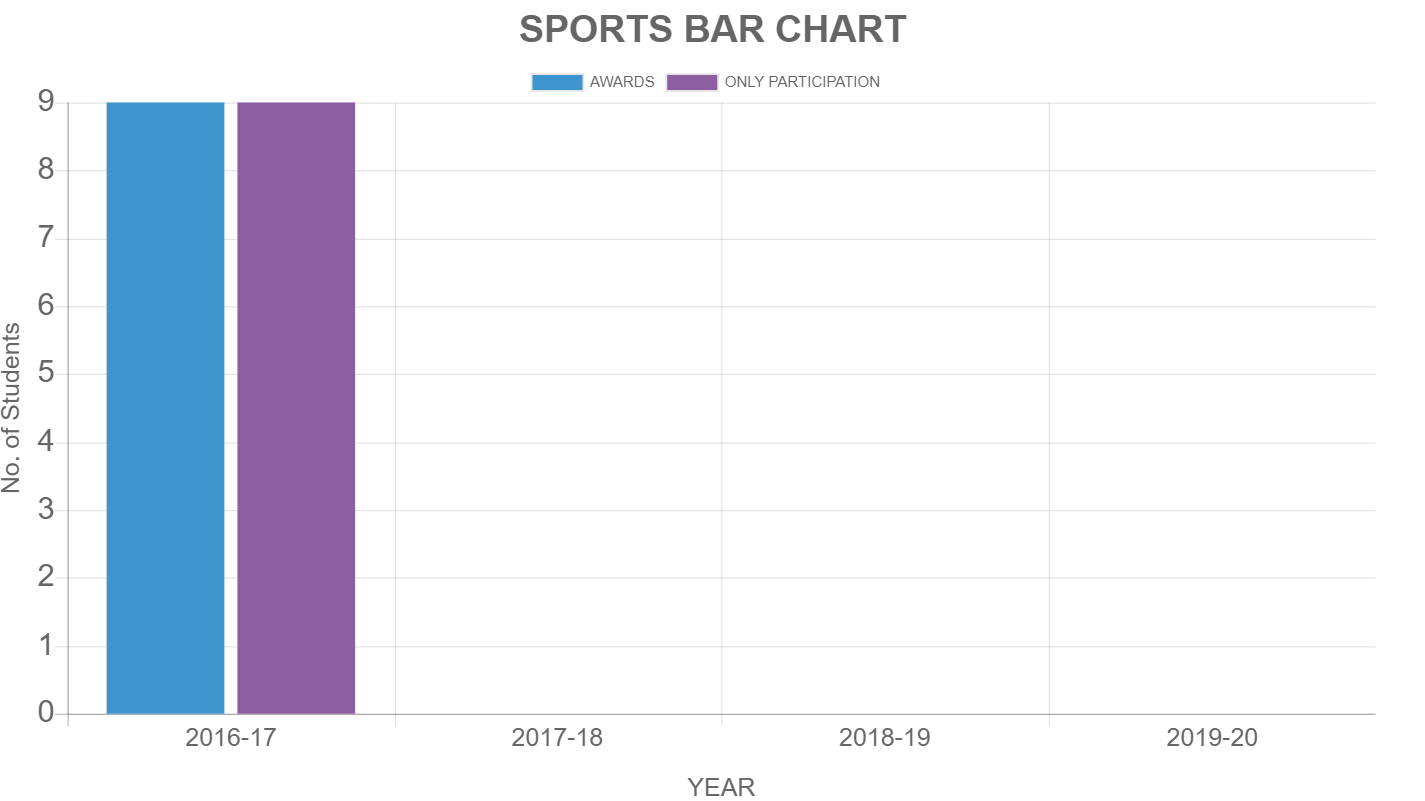 SPORTS BAR CHART
AWARDS ONLY PARTICIPATION
9
8
7
6
5
4
3
2
1
0
No. of Students
2016-17 2017-18 2018-19 2019-20
YEAR